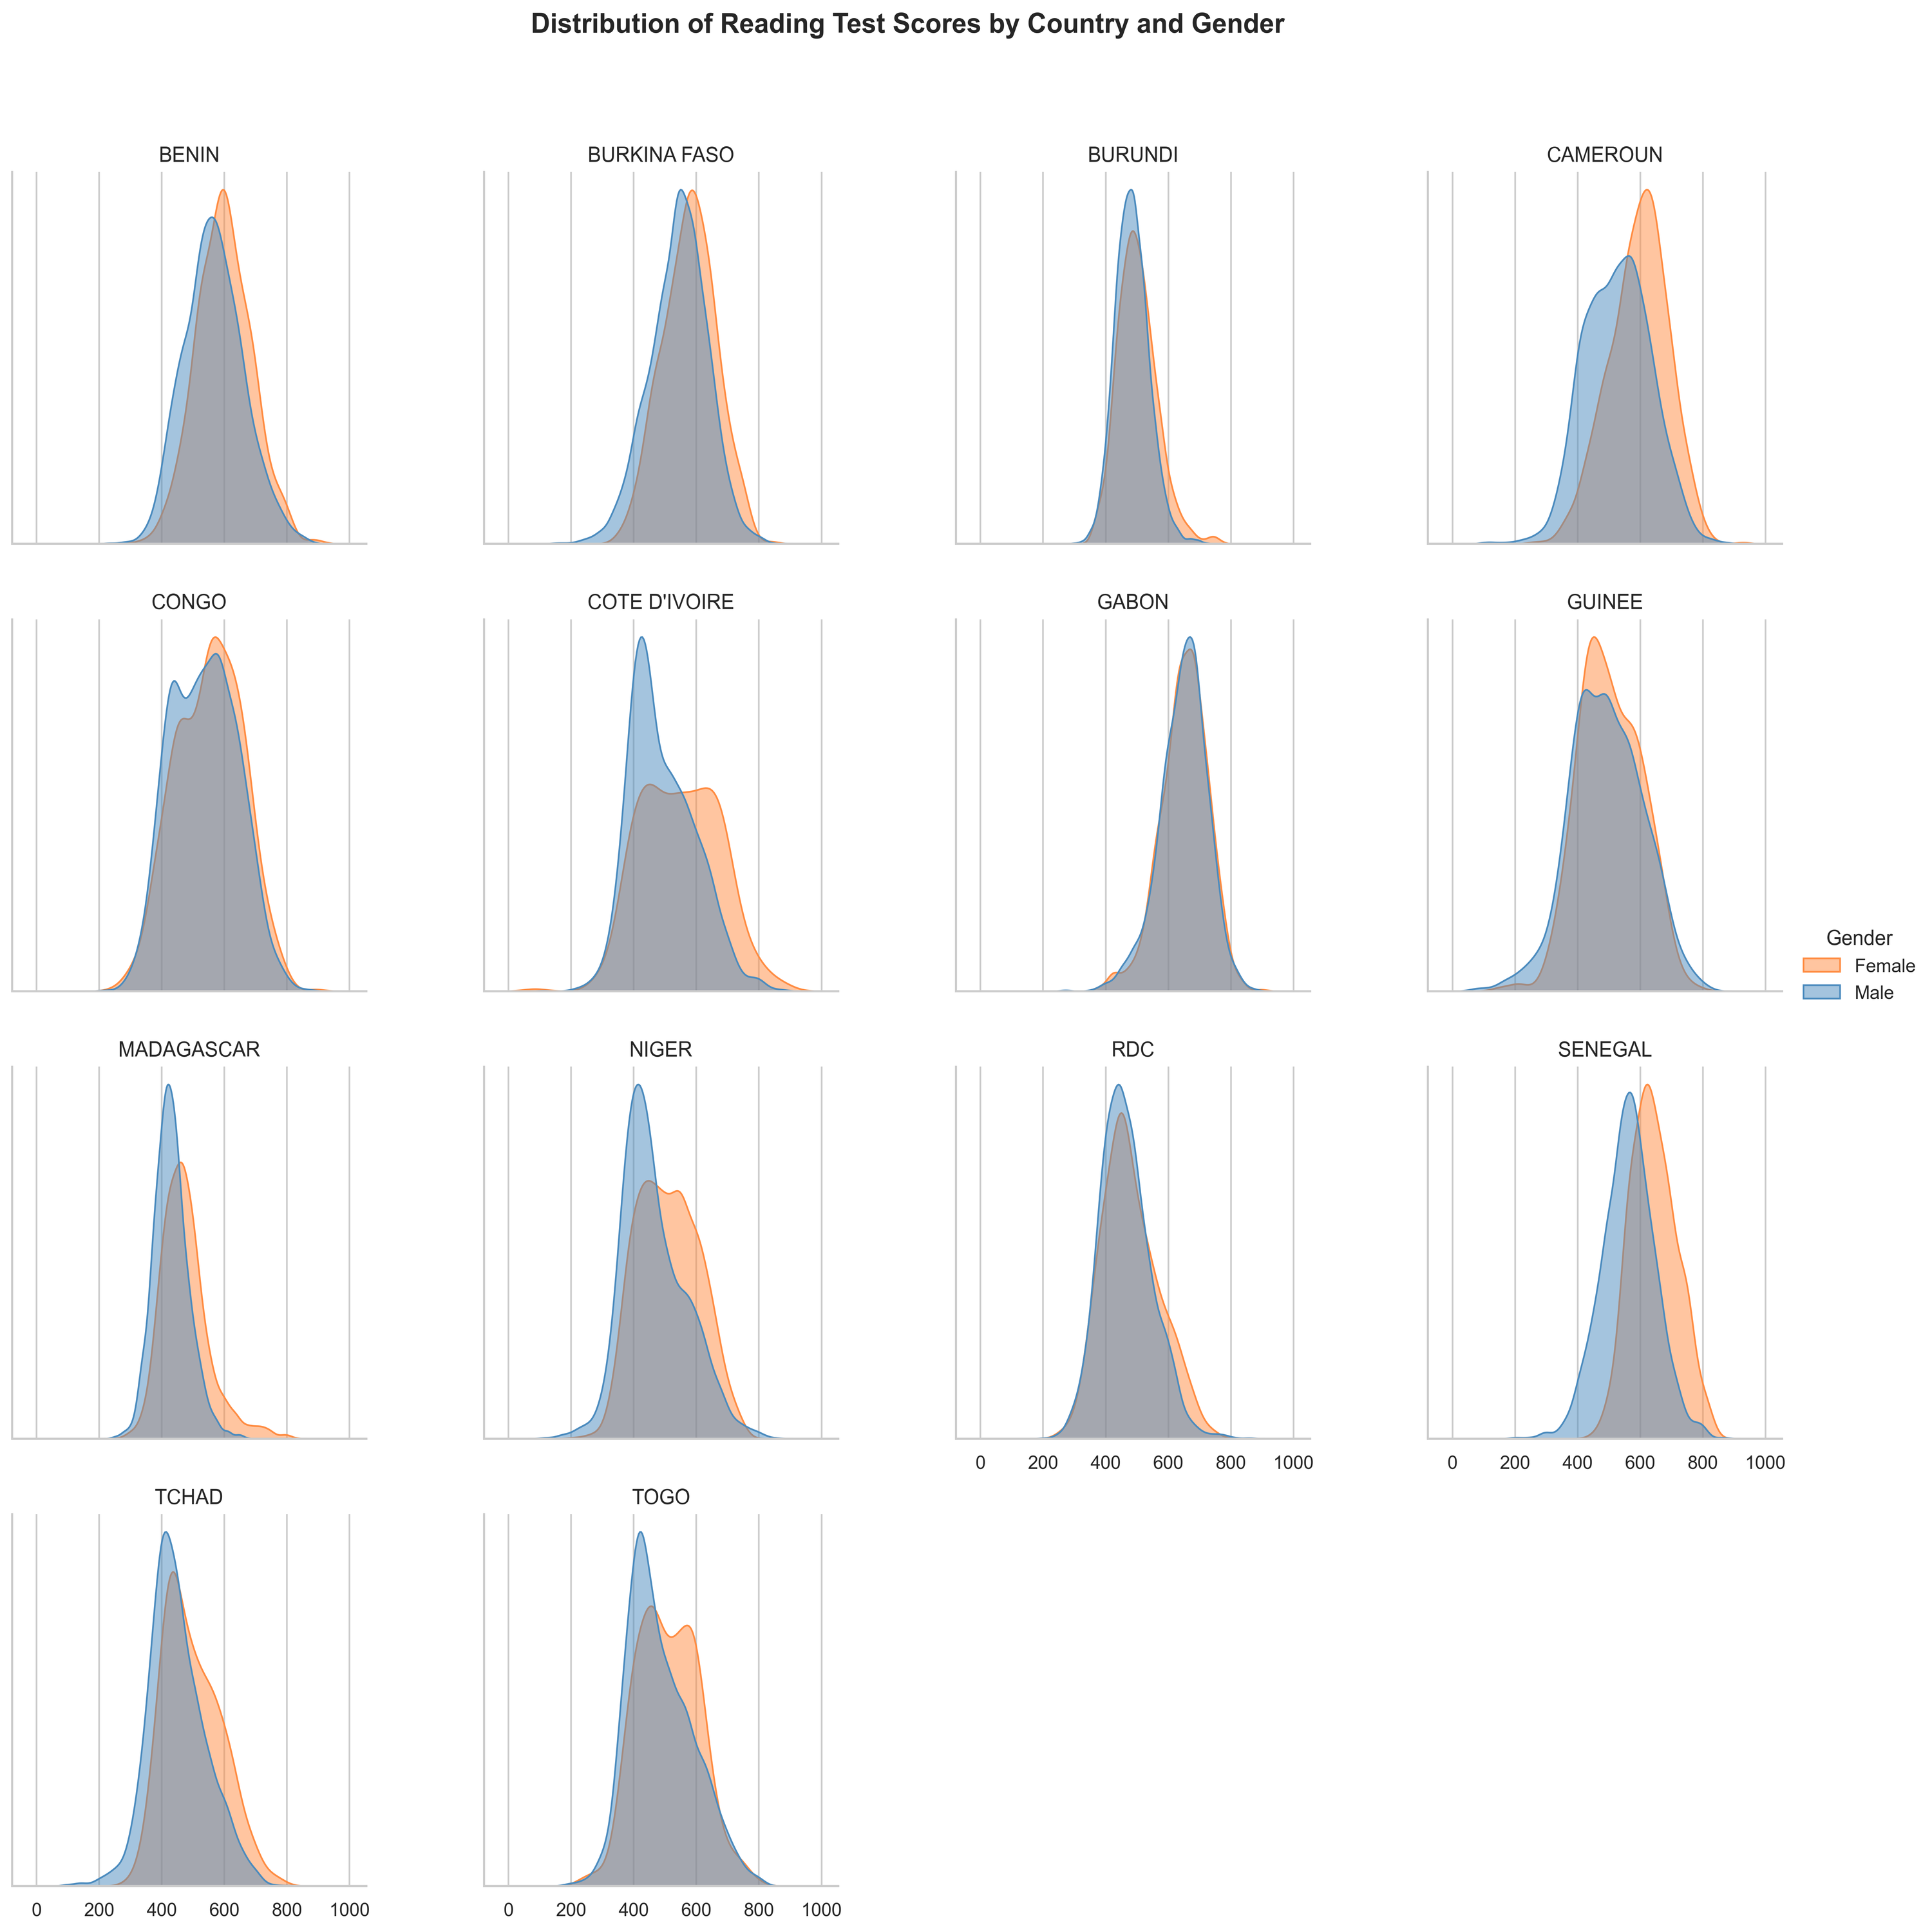 Distribution of Reading Test Scores by Country and Gender
BENIN
BURKINA FASO
BURUNDI
CAMEROUN
CONGO
COTE D'IVOIRE
GABON
GUINEE
Gender
Female
Male
MADAGASCAR
NIGER
RDC
SENEGAL
0 200 400 600 800 1000
0 200 400 600 800 1000
TCHAD
TOGO
0 200 400 600 800 1000
0 200 400 600 800 1000